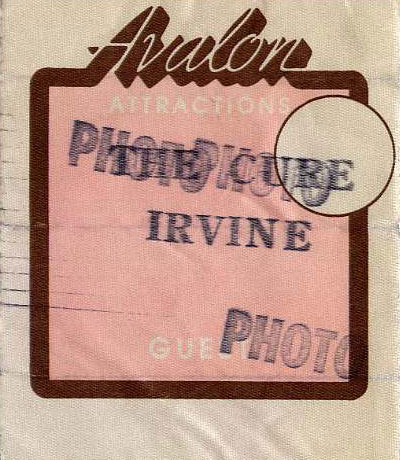 Avalon
ATTRACTIONS
PHOTO PHOTO
THE CURE
IRVINE
PHOTO
GUEST